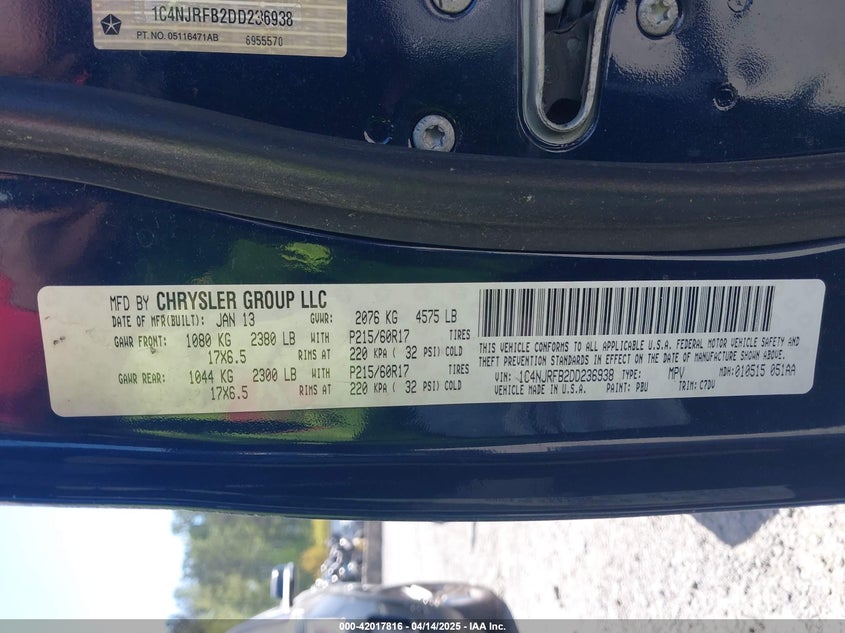 1C4NJRFB2DD236938
PT. NO. 05116471AB 6955570
MFD BY CHRYSLER GROUP LLC
DATE OF MFR(BUILT): JAN 13 GVWR: 2076 KG 4575 LB
GAWR FRONT: 1080 KG 2380 LB WITH P215/60R17 TIRES
17X6.5 RIMS AT 220 KPA ( 32 PSI) COLD
GAWR REAR: 1044 KG 2300 LB WITH P215/60R17 TIRES
17X6.5 RIMS AT 220 KPA ( 32 PSI) COLD
THIS VEHICLE CONFORMS TO ALL APPLICABLE U.S.A. FEDERAL MOTOR VEHICLE SAFETY AND
THEFT PREVENTION STANDARDS IN EFFECT ON THE DATE OF MANUFACTURE SHOWN ABOVE.
VIN: 1C4NJRFB2DD236938 TYPE: MPV MDH: 010515 051AA
VEHICLE MADE IN U.S.A. PAINT: PBU TRIM: C7DV
000-42017816 - 04/14/2025 - IAA Inc.